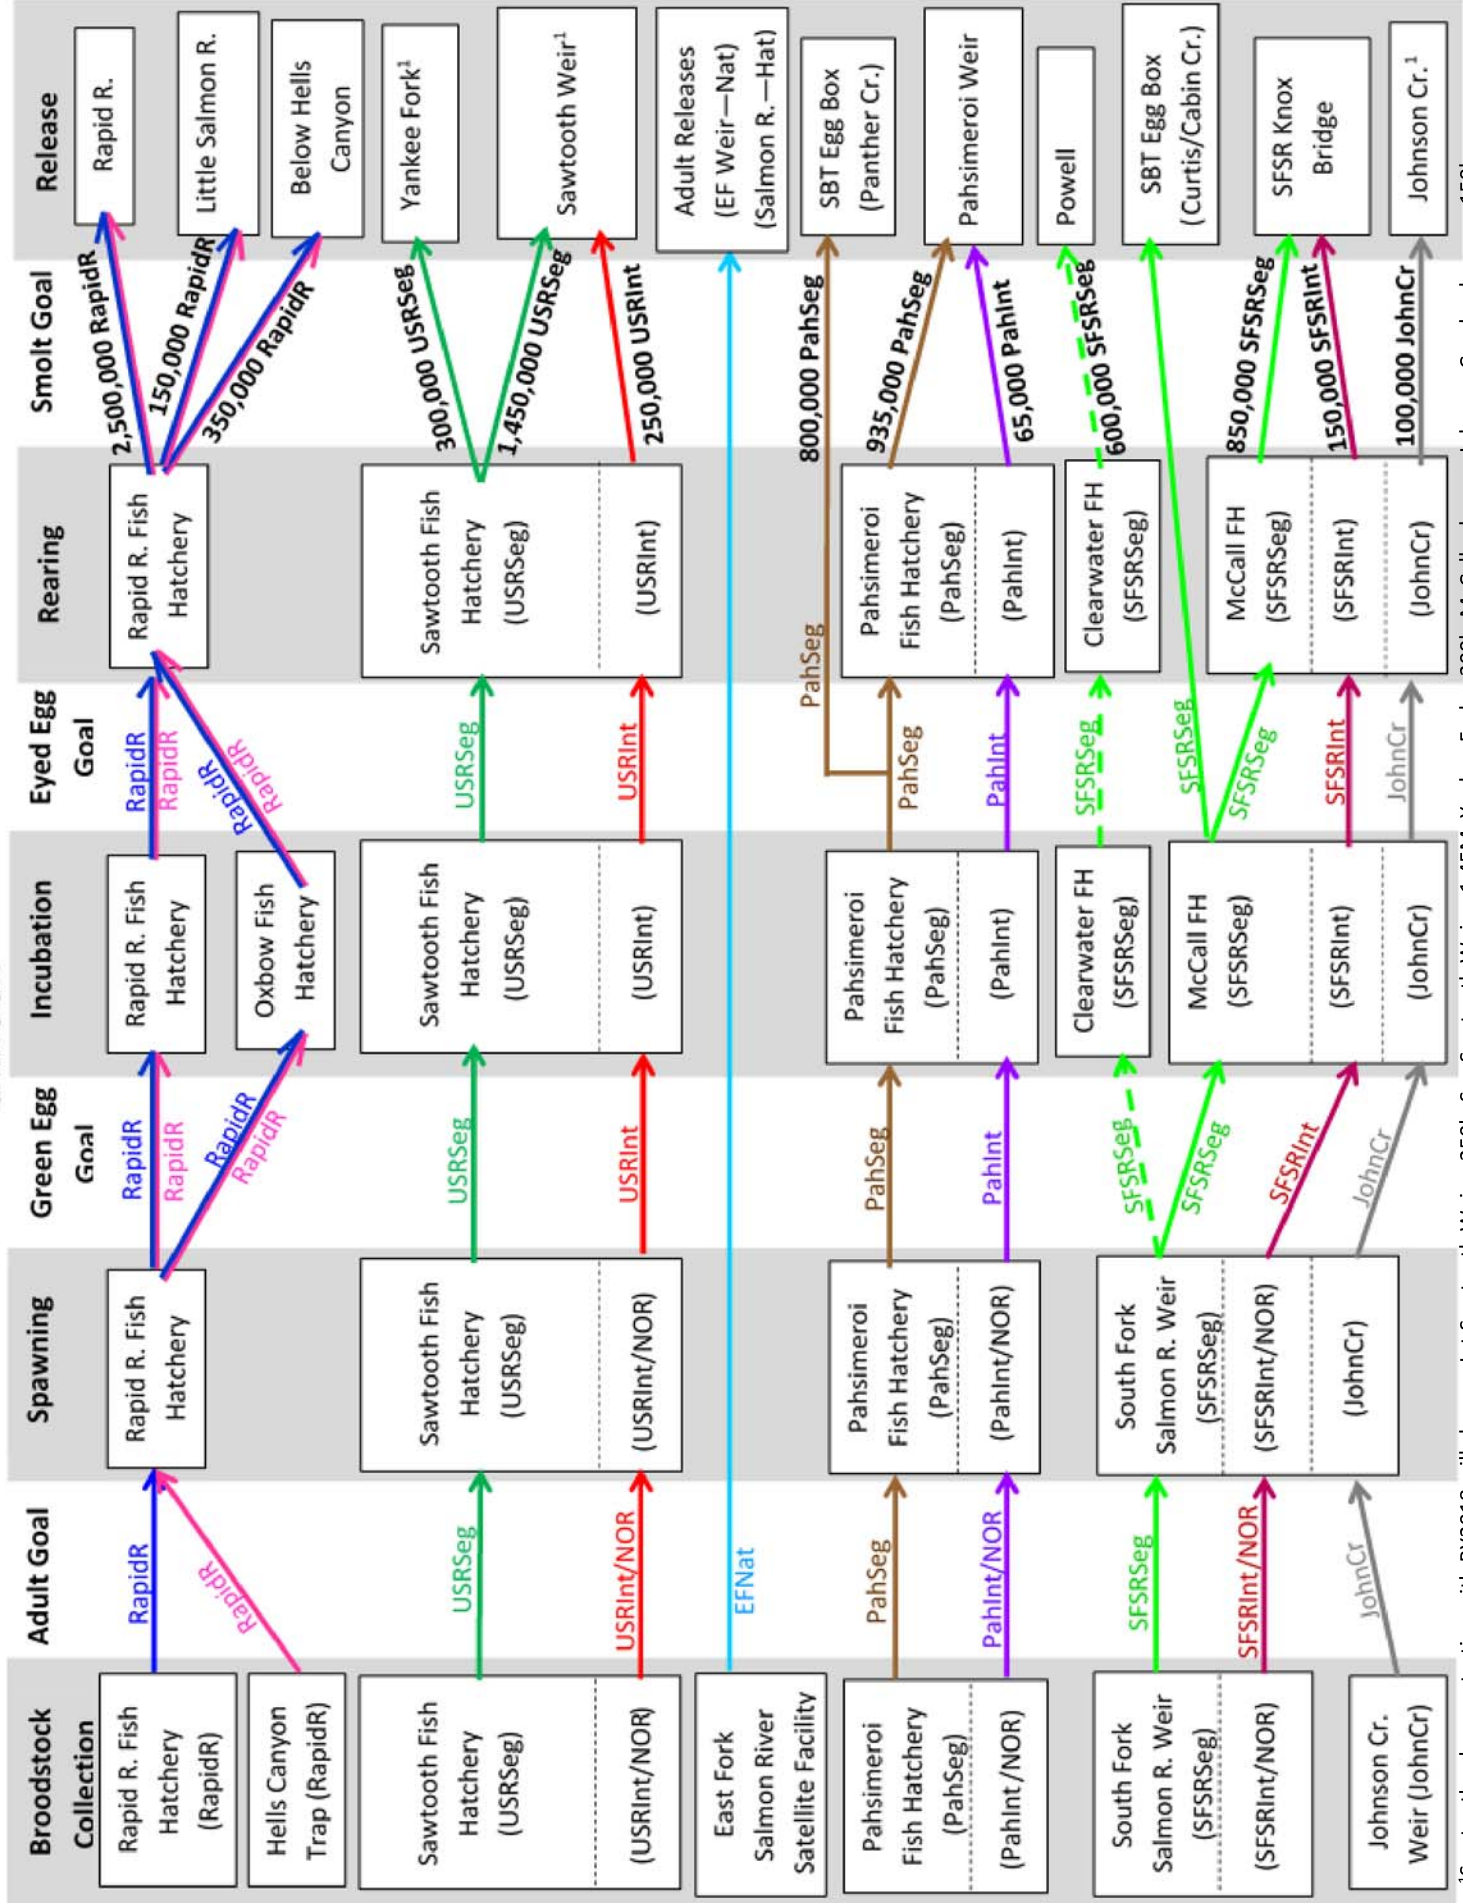 Broodstock
Collection
Adult Goal
Spawning
Green Egg
Goal
Incubation
Eyed Egg
Goal
Rearing
Smolt Goal
Release
Rapid R. Fish
Hatchery
(RapidR)
Hells Canyon
Trap (RapidR)
RapidR
RapidR
Rapid R. Fish
Hatchery
RapidR
RapidR
RapidR
RapidR
Rapid R. Fish
Hatchery
Oxbow Fish
Hatchery
RapidR
RapidR
RapidR
RapidR
Rapid R. Fish
Hatchery
2,500,000 RapidR
150,000 RapidR
350,000 RapidR
Rapid R.
Little Salmon R.
Below Hells
Canyon
Sawtooth Fish
Hatchery
(USRSeg)
(USRInt/NOR)
USRSeg
USRInt/NOR
Sawtooth Fish
Hatchery
(USRSeg)
(USRInt/NOR)
USRSeg
USRInt
Sawtooth Fish
Hatchery
(USRSeg)
(USRInt)
USRSeg
USRInt
Sawtooth Fish
Hatchery
(USRSeg)
(USRInt)
300,000 USRSeg
1,450,000 USRSeg
250,000 USRInt
Yankee Fork¹
Sawtooth Weir¹
East Fork
Salmon River
Satellite Facility
EFNat
Adult Releases
(EF Weir—Nat)
(Salmon R.—Hat)
Pahsimeroi
Fish Hatchery
(PahSeg)
(PahInt /NOR)
PahSeg
PahInt/NOR
Pahsimeroi
Fish Hatchery
(PahSeg)
(PahInt/NOR)
PahSeg
PahInt
Pahsimeroi
Fish Hatchery
(PahSeg)
(PahInt)
PahSeg
PahSeg
PahInt
Pahsimeroi
Fish Hatchery
(PahSeg)
(PahInt)
800,000 PahSeg
935,000 PahSeg
65,000 PahInt
SBT Egg Box
(Panther Cr.)
Pahsimeroi Weir
South Fork
Salmon R. Weir
(SFSRSeg)
(SFSRInt/NOR)
Johnson Cr.
Weir (JohnCr)
SFSRSeg
SFSRInt/NOR
JohnCr
South Fork
Salmon R. Weir
(SFSRSeg)
(SFSRInt/NOR)
(JohnCr)
SFSRSeg
SFSRSeg
SFSRInt
JohnCr
Clearwater FH
(SFSRSeg)
McCall FH
(SFSRSeg)
(SFSRInt)
(JohnCr)
SFSRSeg
SFSRSeg
SFSRSeg
SFSRInt
JohnCr
Clearwater FH
(SFSRSeg)
McCall FH
(SFSRSeg)
(SFSRInt)
(JohnCr)
600,000 SFSRSeg
850,000 SFSRSeg
150,000 SFSRInt
100,000 JohnCr
Powell
SBT Egg Box
(Curtis/Cabin Cr.)
SFSR Knox
Bridge
Johnson Cr. ¹